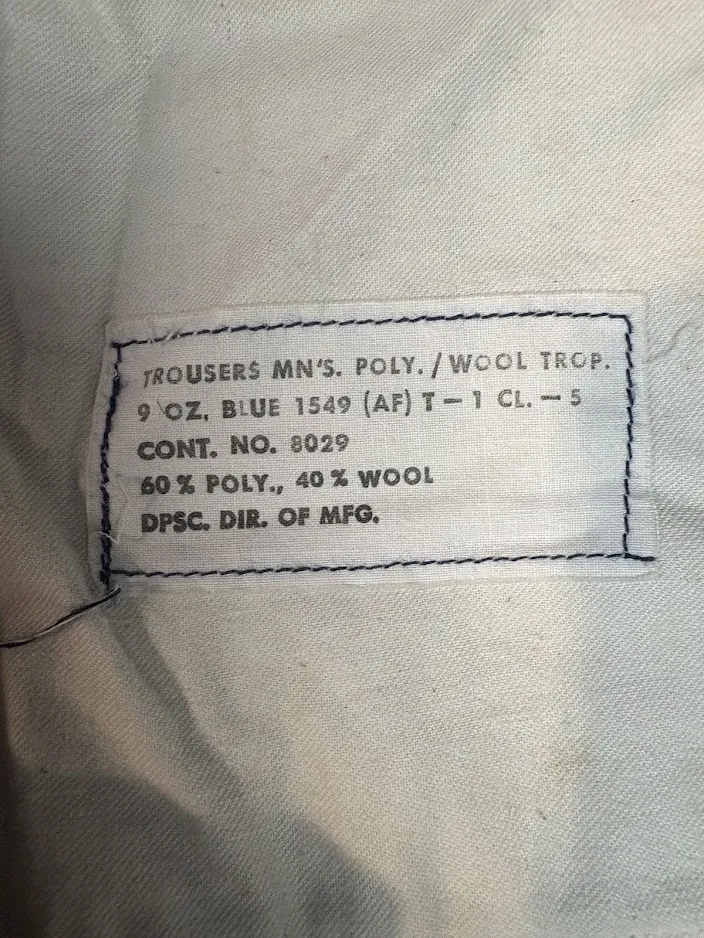 TROUSERS MN'S. POLY. / WOOL TROP.
9 OZ, BLUE 1549 (AF) T - 1 CL. - 5
CONT. NO. 8029
60 % POLY., 40 % WOOL
DPSC. DIR. OF MFG.